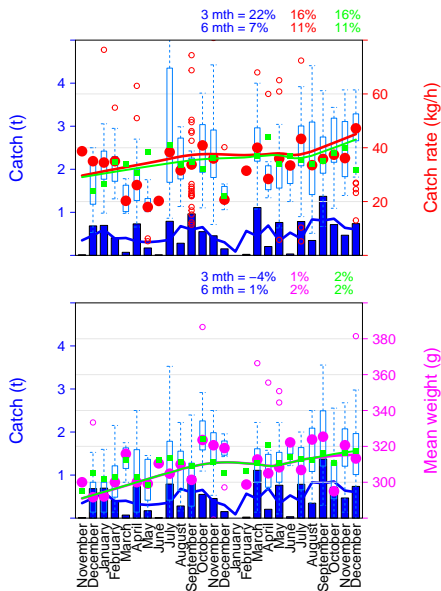 3 mth = 22% 16% 16%
6 mth = 7% 11% 11%
5
4
3
2
1
Catch (t)
80
60
40
20
Catch rate (kg/h)
3 mth = −4% 1% 2%
6 mth = 1% 2% 2%
5
4
3
2
1
Catch (t)
380
360
340
320
300
Mean weight (g)
November
December
January
February
March
April
May
June
July
August
September
October
November
December
January
February
March
April
May
June
July
August
September
October
November
December